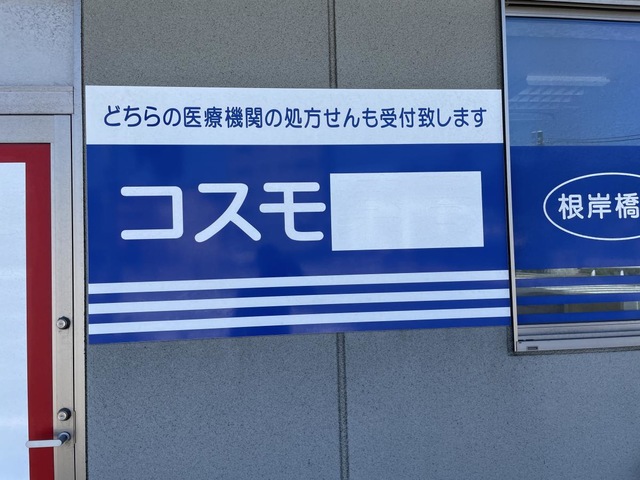 どちらの医療機関の処方せんも受付致します
コスモ
根岸橋